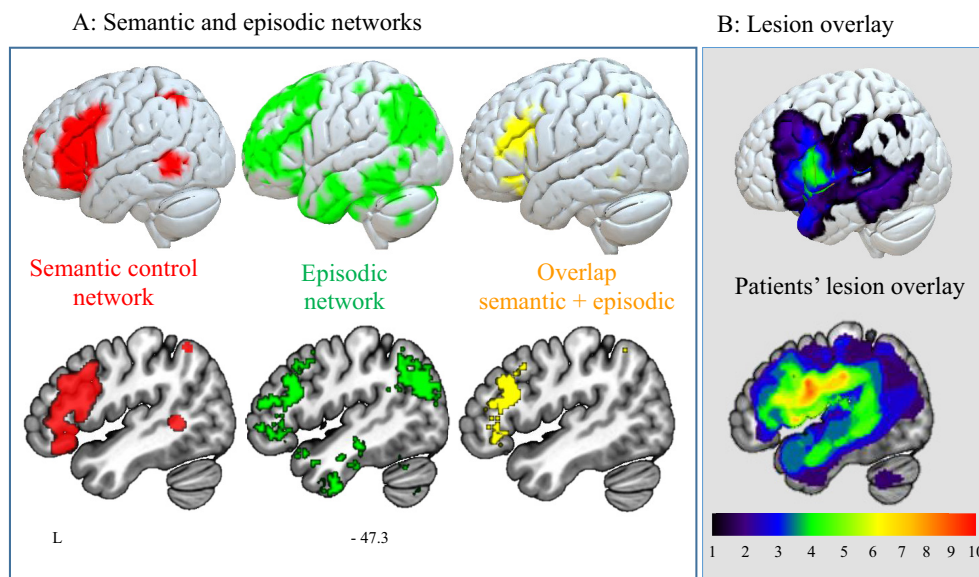 A: Semantic and episodic networks
B: Lesion overlay
Semantic control
network
Episodic
network
Overlap
semantic + episodic
Patients’ lesion overlay
L
- 47.3
1 2 3 4 5 6 7 8 9 10